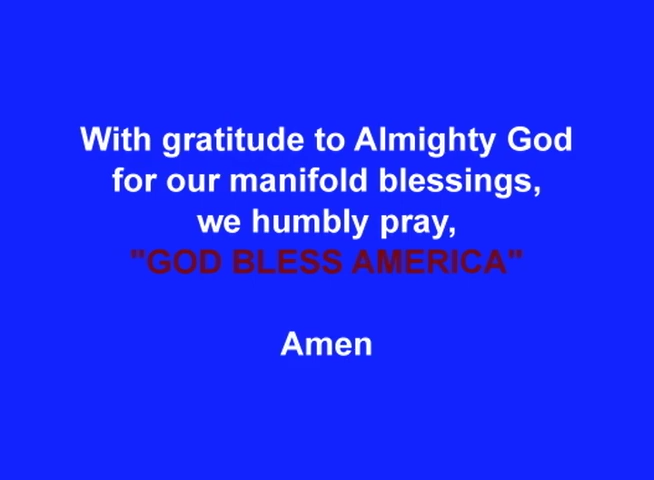 With gratitude to Almighty God
for our manifold blessings,
we humbly pray,
"GOD BLESS AMERICA"
Amen